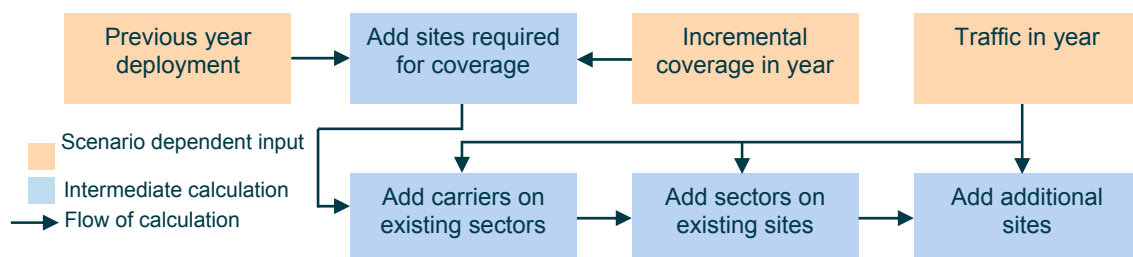 Previous year
deployment
Add sites required
for coverage
Incremental
coverage in year
Traffic in year
Scenario dependent input
Intermediate calculation
Flow of calculation
Add carriers on
existing sectors
Add sectors on
existing sites
Add additional
sites